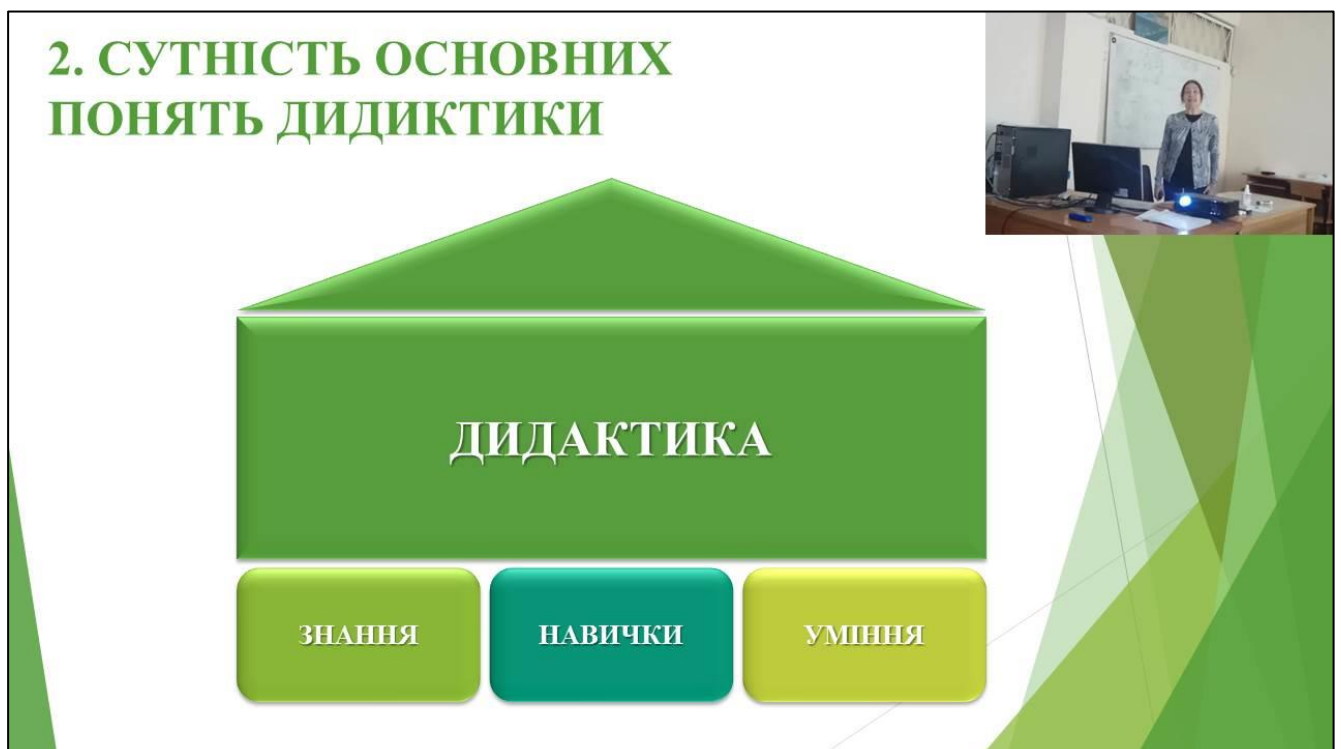 2. СУТНІСТЬ ОСНОВНИХ
ПОНЯТЬ ДИДИКТИКИ
ДИДАКТИКА
ЗНАННЯ
НАВИЧКИ
УМІННЯ